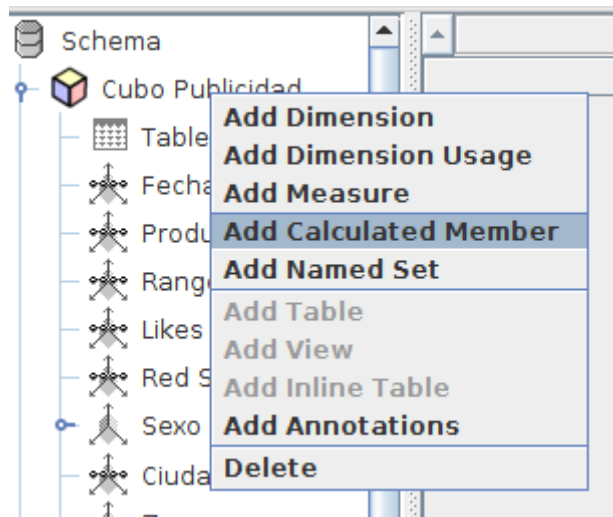 Schema
Cubo Publicidad
Table
Fecha
Produ
Rango
Likes
Red S
Sexo
Ciuda
Add Dimension
Add Dimension Usage
Add Measure
Add Calculated Member
Add Named Set
Add Table
Add View
Add Inline Table
Add Annotations
Delete